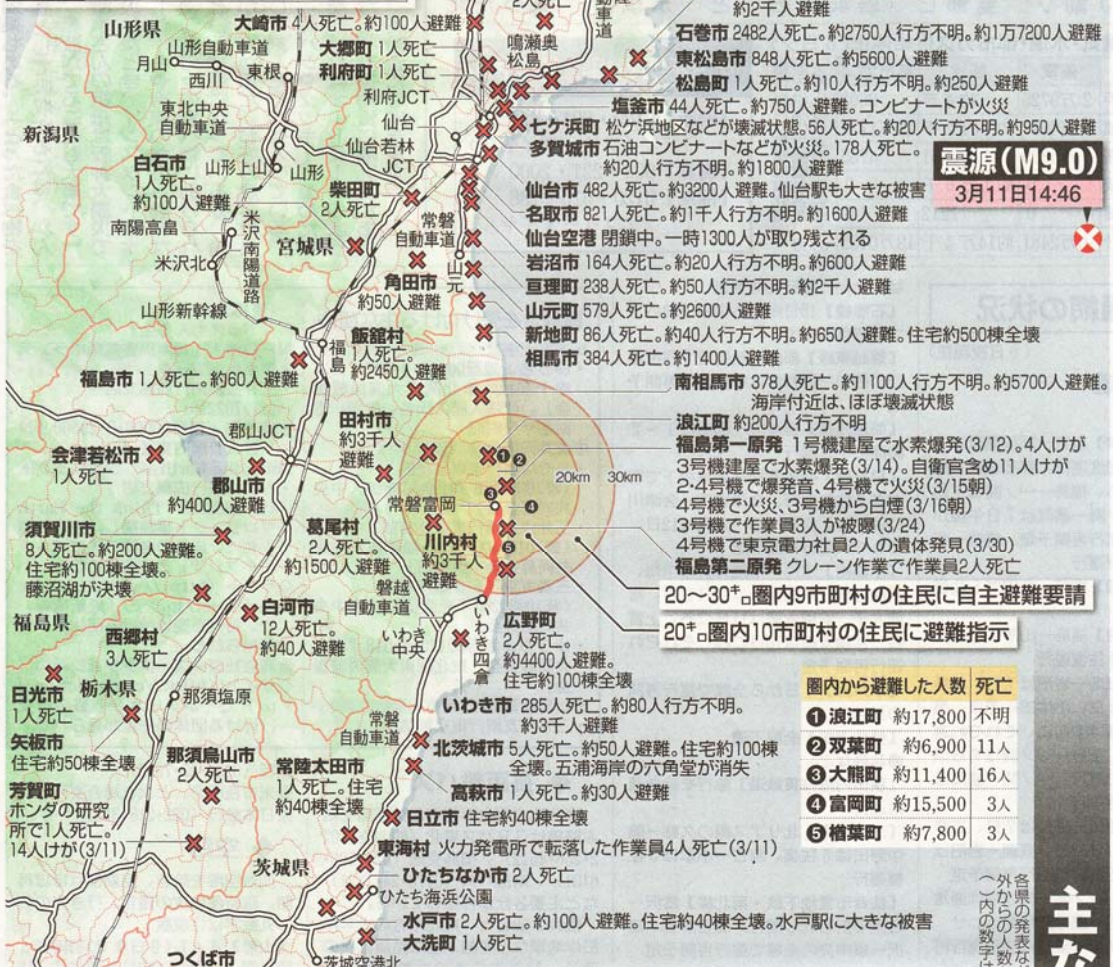 2人死亡
動
車
道
約2千人避難
山形県
大崎市 4人死亡。約100人避難
大郷町 1人死亡
利府町 1人死亡
鳴瀬奥
松島
石巻市 2482人死亡。約2750人行方不明。約1万7200人避難
東松島市 848人死亡。約5600人避難
松島町 1人死亡。約10人行方不明。約250人避難
塩釜市 44人死亡。約750人避難。コンビナートが火災
七ケ浜町 松ケ浜地区などが壊滅状態。56人死亡。約20人行方不明。約950人避難
多賀城市 石油コンビナートなどが火災。178人死亡。
約20人行方不明。約1800人避難
仙台市 482人死亡。約3200人避難。仙台駅も大きな被害
名取市 821人死亡。約1千人行方不明。約1600人避難
仙台空港 閉鎖中。一時1300人が取り残される
岩沼市 164人死亡。約20人行方不明。約600人避難
亘理町 238人死亡。約50人行方不明。約2千人避難
山元町 579人死亡。約2600人避難
新地町 86人死亡。約40人行方不明。約650人避難。住宅約500棟全壊
相馬市 384人死亡。約1400人避難
南相馬市 378人死亡。約1100人行方不明。約5700人避難。
海岸付近は、ほぼ壊滅状態
浪江町 約200人行方不明
福島第一原発 1号機建屋で水素爆発(3/12)。4人けが
3号機建屋で水素爆発(3/14)。自衛官含め11人けが
2・4号機で爆発音、4号機で火災(3/15朝)
4号機で火災、3号機から白煙(3/16朝)
3号機で作業員3人が被曝(3/24)
4号機で東京電力社員2人の遺体発見(3/30)
福島第二原発 クレーン作業で作業員2人死亡
20〜30㌔圏内9市町村の住民に自主避難要請
20㌔圏内10市町村の住民に避難指示
震源(M9.0)
3月11日14:46
山形自動車道
月山
西川
東根
利府JCT
東北中央
自動車道
仙台
仙台若林
JCT
新潟県
白石市
1人死亡。
約100人避難
山形上山
山形
柴田町
2人死亡
南陽高畠
米沢南陽道路
宮城県
常磐
自動車道
山元
米沢北
角田市
約50人避難
山形新幹線
福島
飯舘村
1人死亡。
約2450人避難
福島市 1人死亡。約60人避難
郡山JCT
田村市
約3千人
避難
会津若松市
1人死亡
郡山市
約400人避難
❶
❷
❸
❹
❺
20km
30km
常磐富岡
須賀川市
8人死亡。約200人避難。
住宅約100棟全壊。
藤沼湖が決壊
葛尾村
2人死亡。
約1500人避難
川内村
約3千人
避難
磐越
自動車道
福島県
西郷村
3人死亡
白河市
12人死亡。
約40人避難
いわき
中央
いわき四倉
広野町
2人死亡。
約4400人避難。
住宅約100棟全壊
いわき市 285人死亡。約80人行方不明。
約3千人避難
日光市
1人死亡
栃木県
那須塩原
矢板市
住宅約50棟全壊
常磐
自動車道
北茨城市 5人死亡。約50人避難。住宅約100棟
全壊。五浦海岸の六角堂が消失
那須烏山市
2人死亡
常陸太田市
1人死亡。住宅
約40棟全壊
高萩市 1人死亡。約30人避難
芳賀町
ホンダの研究
所で1人死亡。
14人けが(3/11)
日立市 住宅約40棟全壊
東海村 火力発電所で転落した作業員4人死亡(3/11)
茨城県
ひたちなか市 2人死亡
ひたち海浜公園
水戸市 2人死亡。約100人避難。住宅約40棟全壊。水戸駅に大きな被害
大洗町 1人死亡
つくば市
茨城空港北
圏内から避難した人数 死亡
❶浪江町 約17,800 不明
❷双葉町 約6,900 11人
❸大熊町 約11,400 16人
❹富岡町 約15,500 3人
❺楢葉町 約7,800 3人
主な
各県の発表な
外からの人数
( )内の数字は